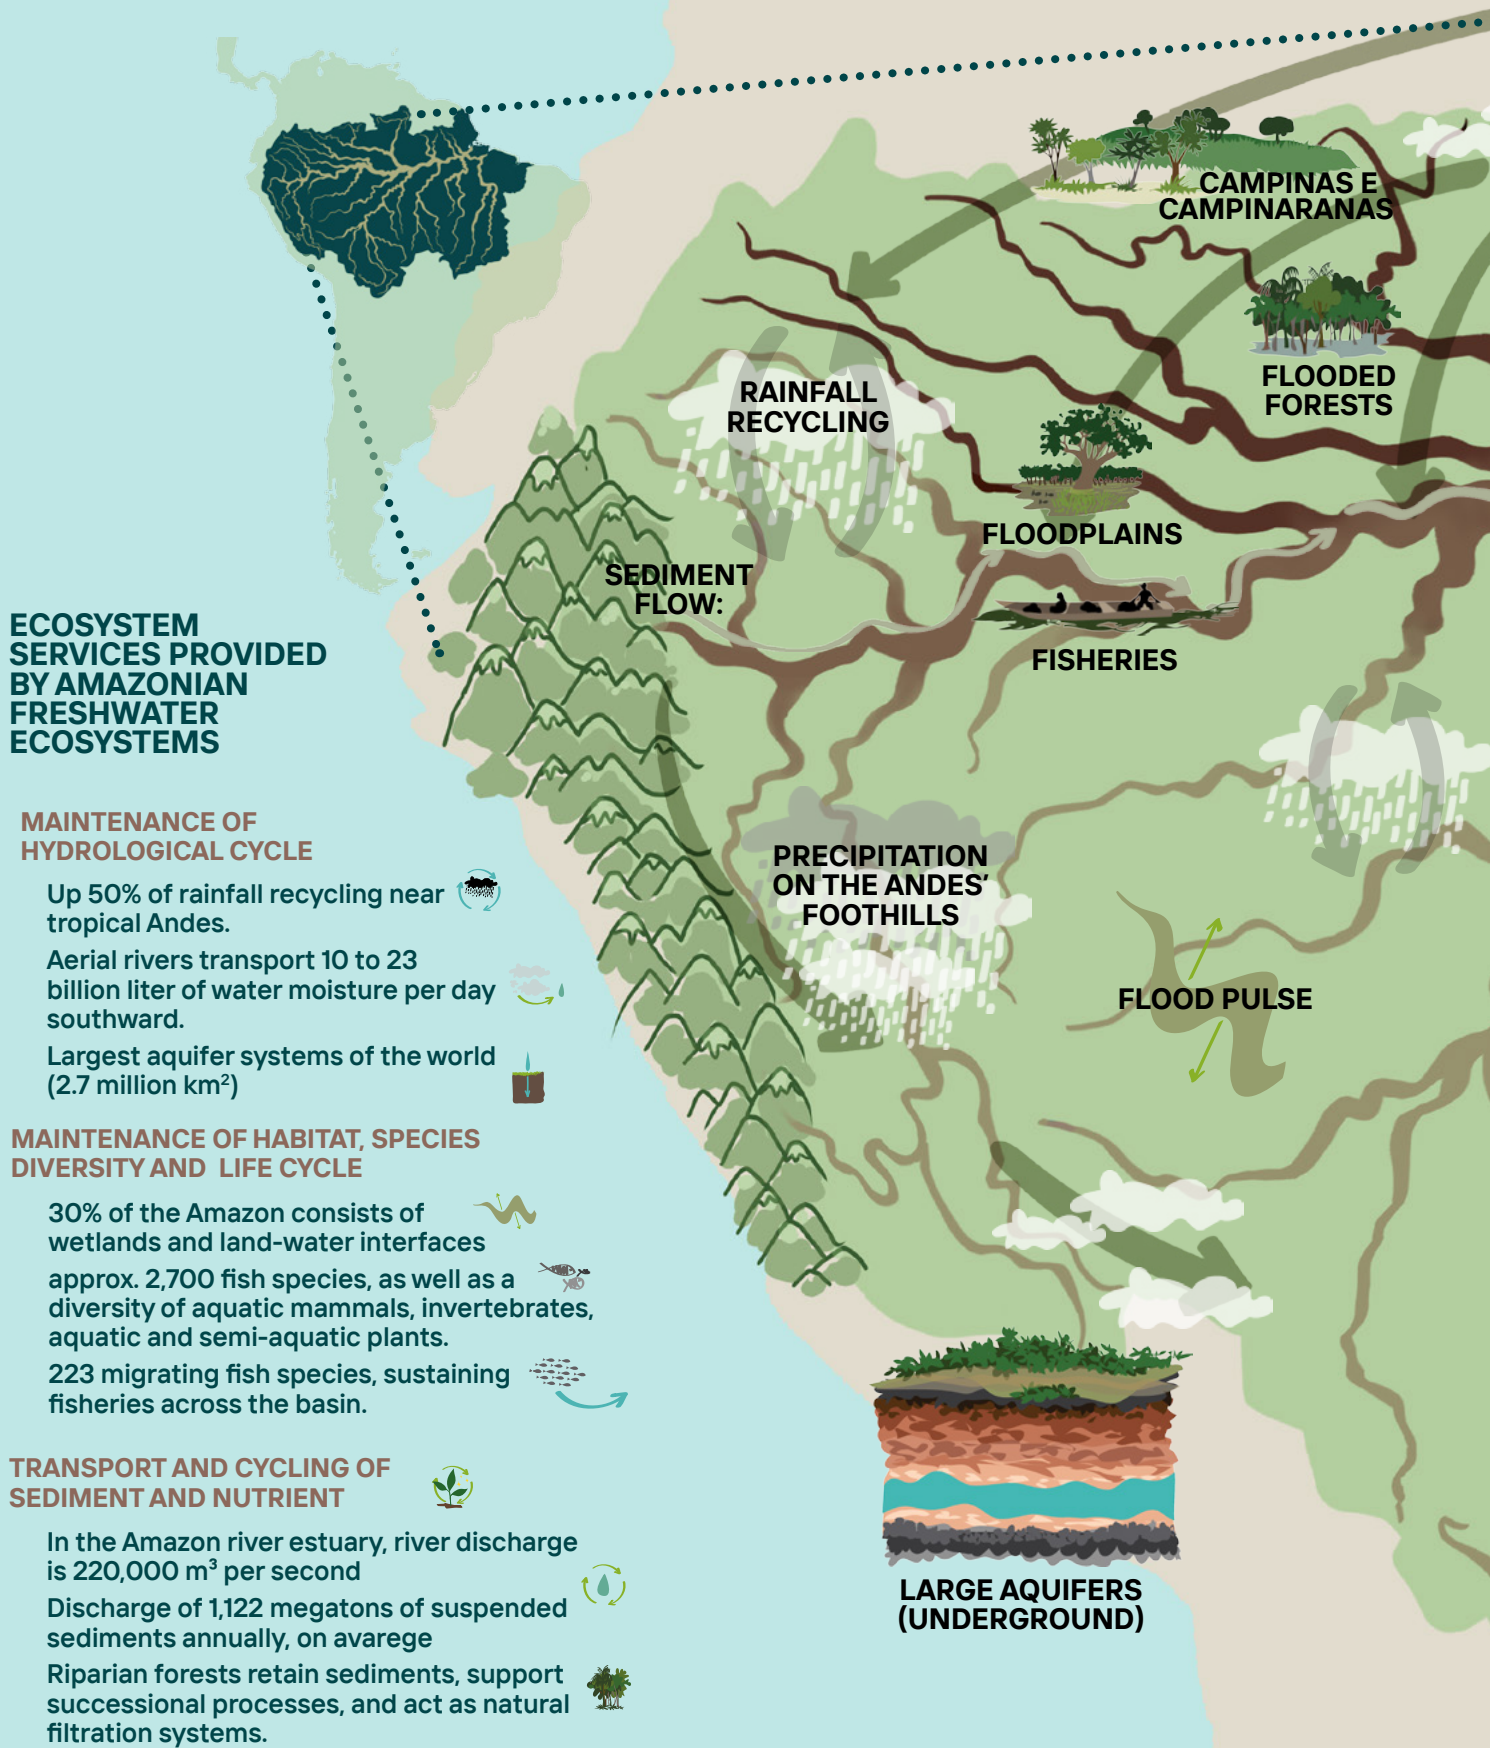 CAMPINAS E
CAMPINARANAS
FLOODED
FORESTS
RAINFALL
RECYCLING
FLOODPLAINS
SEDIMENT
FLOW:
FISHERIES
PRECIPITATION
ON THE ANDES’
FOOTHILLS
FLOOD PULSE
LARGE AQUIFERS
(UNDERGROUND)
ECOSYSTEM
SERVICES PROVIDED
BY AMAZONIAN
FRESHWATER
ECOSYSTEMS
MAINTENANCE OF
HYDROLOGICAL CYCLE
Up 50% of rainfall recycling near
tropical Andes.
Aerial rivers transport 10 to 23
billion liter of water moisture per day
southward.
Largest aquifer systems of the world
(2.7 million km²)
MAINTENANCE OF HABITAT, SPECIES
DIVERSITY AND LIFE CYCLE
30% of the Amazon consists of
wetlands and land-water interfaces
approx. 2,700 fish species, as well as a
diversity of aquatic mammals, invertebrates,
aquatic and semi-aquatic plants.
223 migrating fish species, sustaining
fisheries across the basin.
TRANSPORT AND CYCLING OF
SEDIMENT AND NUTRIENT
In the Amazon river estuary, river discharge
is 220,000 m³ per second
Discharge of 1,122 megatons of suspended
sediments annually, on avarege
Riparian forests retain sediments, support
successional processes, and act as natural
filtration systems.